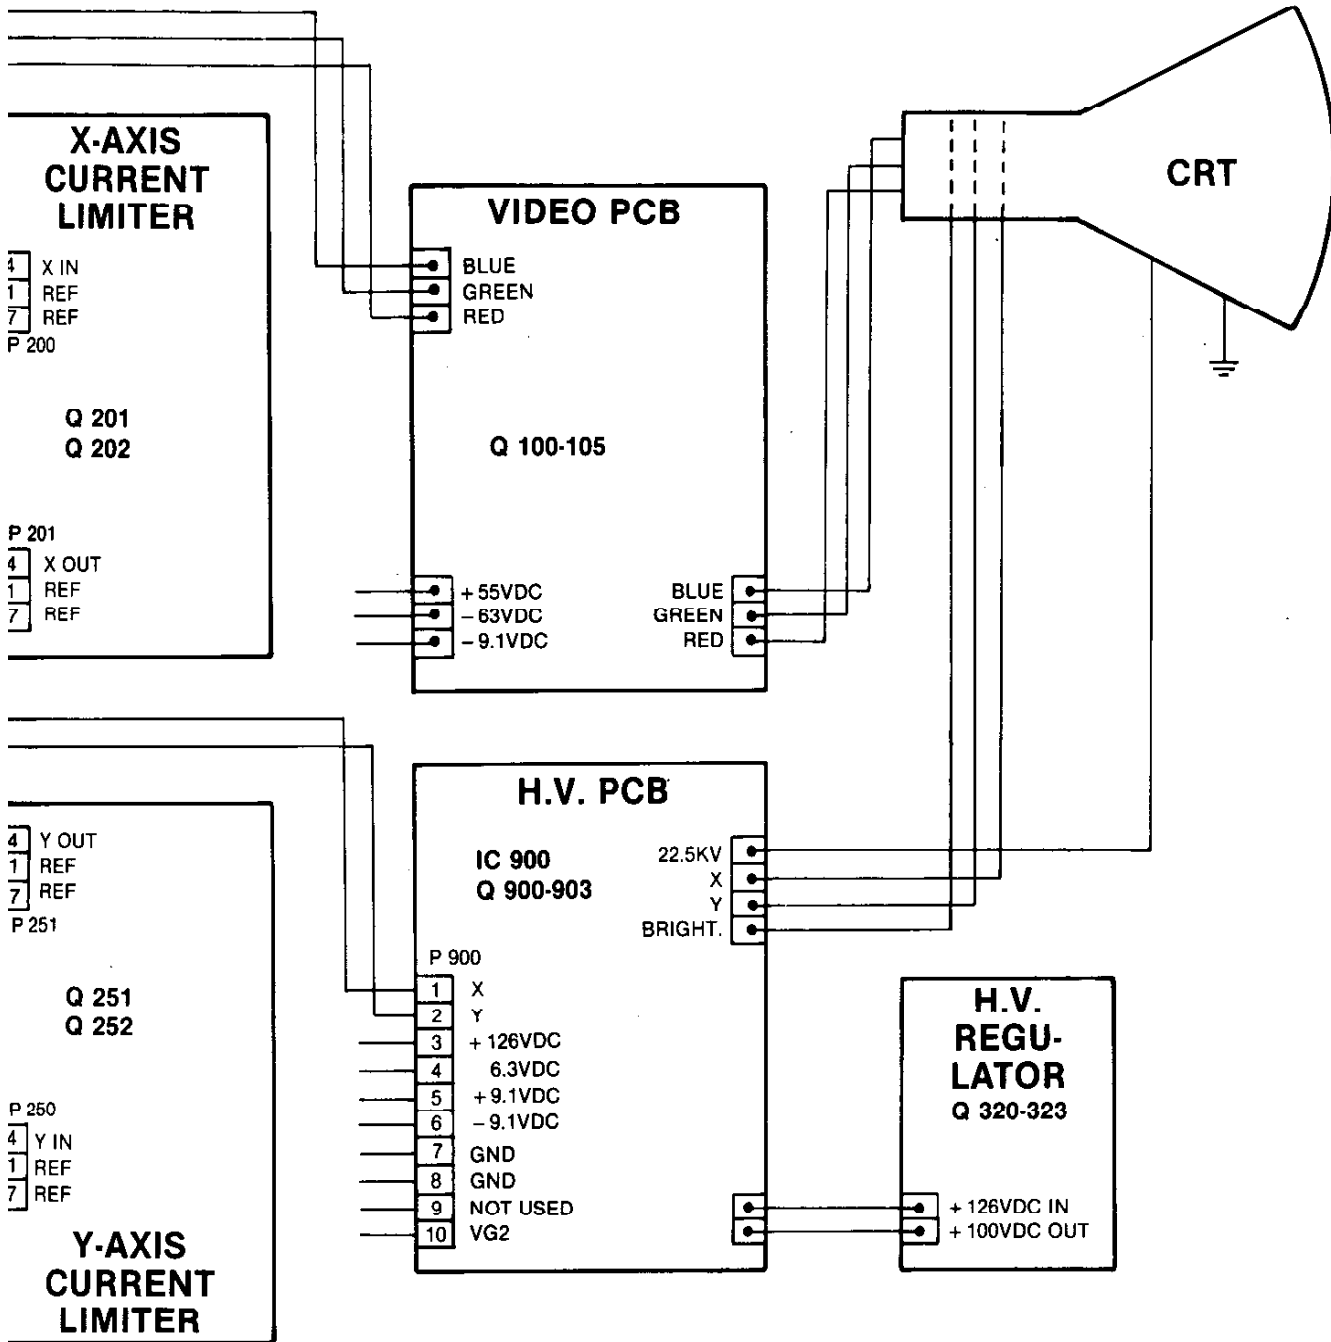 X-AXIS
CURRENT
LIMITER
4 X IN
1 REF
7 REF
P 200
Q 201
Q 202
P 201
4 X OUT
1 REF
7 REF
VIDEO PCB
BLUE
GREEN
RED
Q 100-105
+ 55VDC
- 63VDC
- 9.1VDC
BLUE
GREEN
RED
CRT
4 Y OUT
1 REF
7 REF
P 251
Q 251
Q 252
P 250
4 Y IN
1 REF
7 REF
Y-AXIS
CURRENT
LIMITER
H.V. PCB
IC 900
Q 900-903
22.5KV
X
Y
BRIGHT.
P 900
1 X
2 Y
3 + 126VDC
4 6.3VDC
5 + 9.1VDC
6 - 9.1VDC
7 GND
8 GND
9 NOT USED
10 VG2
H.V.
REGU-
LATOR
Q 320-323
+ 126VDC IN
+ 100VDC OUT